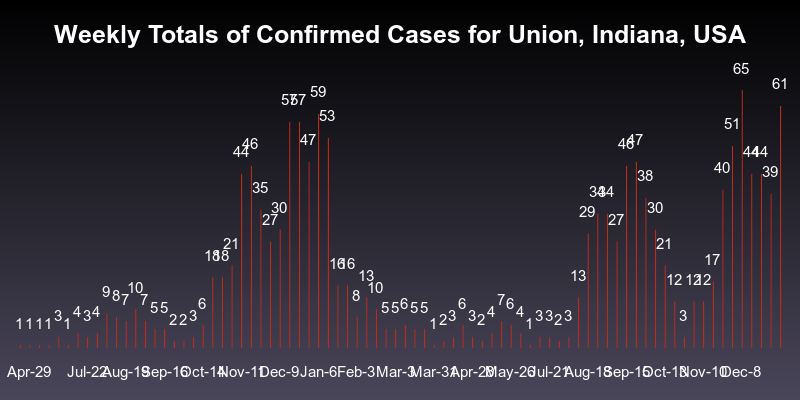 Weekly Totals of Confirmed Cases for Union, Indiana, USA
1 1 1 1 3 1 4 3 4 9 8 7 10 7 5 5 2 2 3 6 18 18 21 44 46 35 27 30 57 57 47 59 53 16 16 8 13 10 5 5 6 5 5 1 2 3 6 3 2 4 7 6 4 1 3 3 2 3 13 29 34 34 27 46 47 38 30 21 12 3 12 12 17 40 51 65 44 44 39 61
Apr-29 Jul-22 Aug-19 Sep-16 Oct-14 Nov-11 Dec-9 Jan-6 Feb-3 Mar-3 Mar-31 Apr-28 May-26 Jul-21 Aug-18 Sep-15 Oct-13 Nov-10 Dec-8